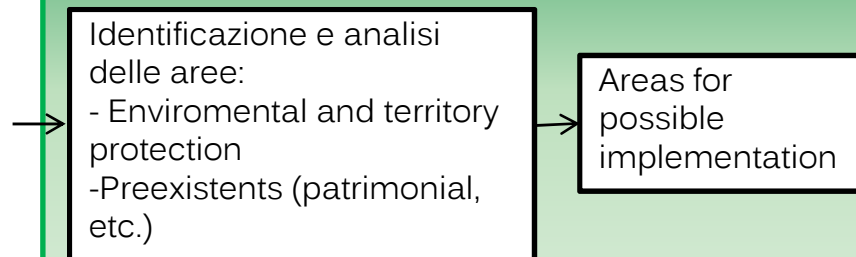 Identificazione e analisi
delle aree:
- Enviromental and territory
protection
-Preexistents (patrimonial,
etc.)
Areas for
possible
implementation